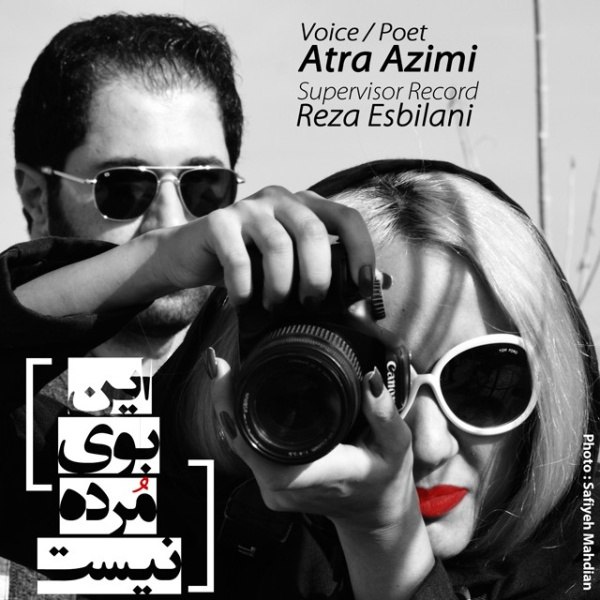 Voice / Poet
Atra Azimi
Supervisor Record
Reza Esbilani
Canon
این
بوی
مُرده
نیست
Photo : Safiyeh Mahdian